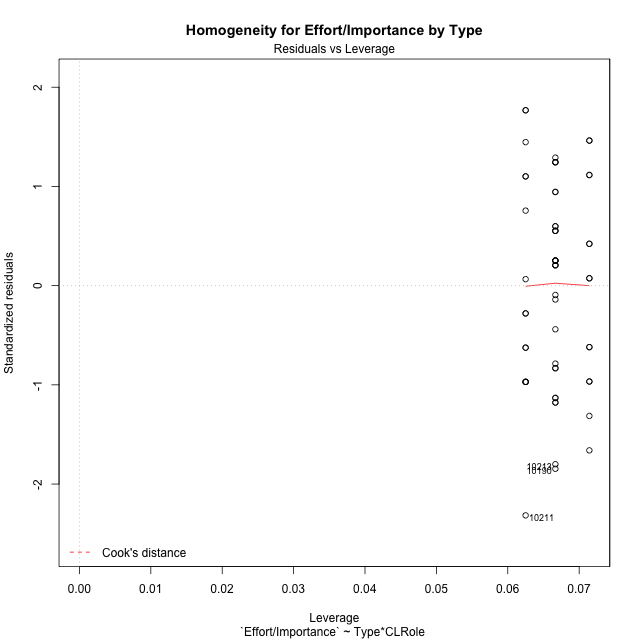 Homogeneity for Effort/Importance by Type
Residuals vs Leverage
2
1
0
-1
-2
Standardized residuals
10211
Cook's distance
0.00 0.01 0.02 0.03 0.04 0.05 0.06 0.07
Leverage
`Effort/Importance` ~ Type*CLRole